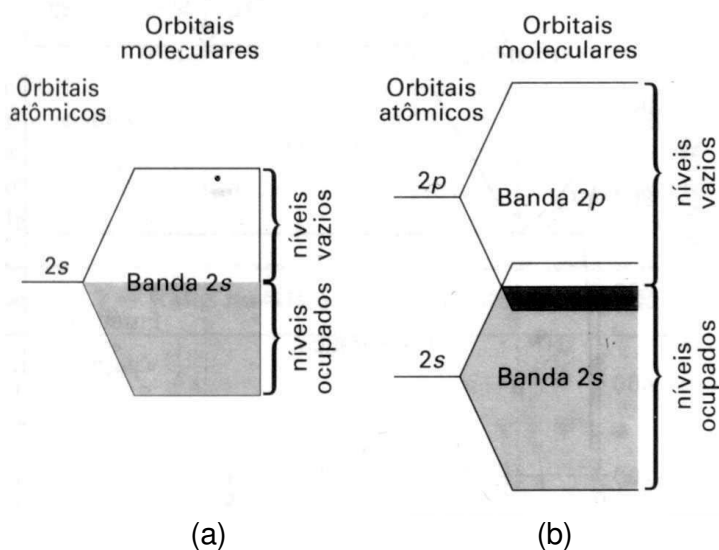 Orbitais
moleculares
Orbitais
atômicos
2s
Banda 2s
níveis
vazios
níveis
ocupados
(a)
Orbitais
moleculares
Orbitais
atômicos
2p
Banda 2p
2s
Banda 2s
níveis
vazios
níveis
ocupados
(b)